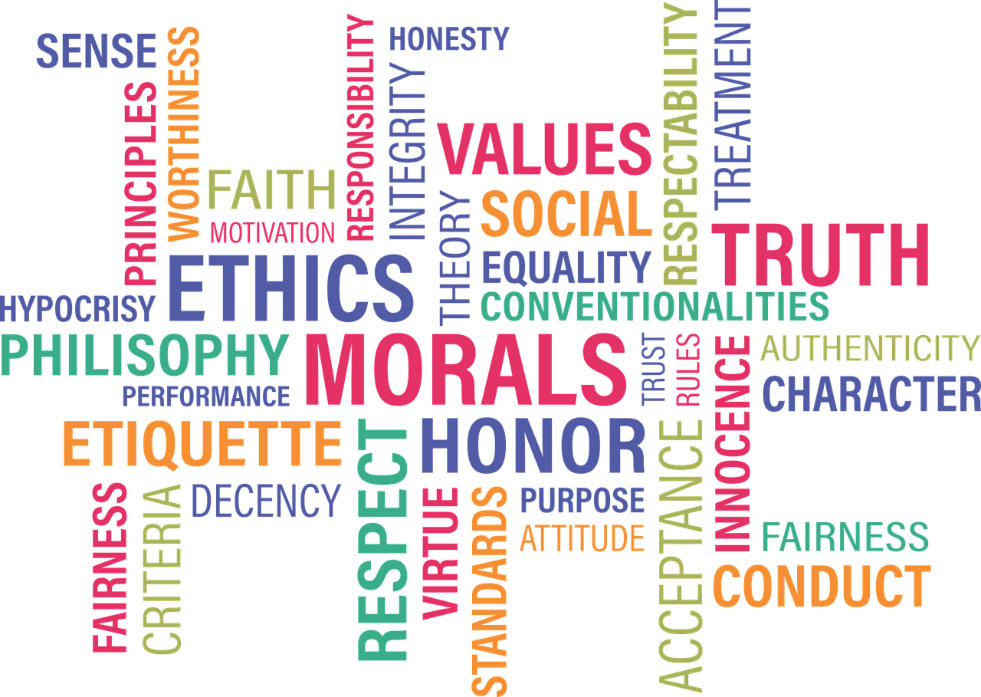 SENSE
PRINCIPLES
WORTHINESS
FAITH
MOTIVATION
RESPONSIBILITY
HONESTY
INTEGRITY
VALUES
THEORY
SOCIAL
EQUALITY
CONVENTIONALITIES
RESPECTABILITY
TREATMENT
TRUTH
HYPOCRISY
ETHICS
PHILISOPHY
PERFORMANCE
MORALS
TRUST
RULES
INNOCENCE
AUTHENTICITY
CHARACTER
ETIQUETTE
RESPECT
HONOR
FAIRNESS
CRITERIA
DECENCY
VIRTUE
STANDARDS
PURPOSE
ATTITUDE
ACCEPTANCE
FAIRNESS
CONDUCT